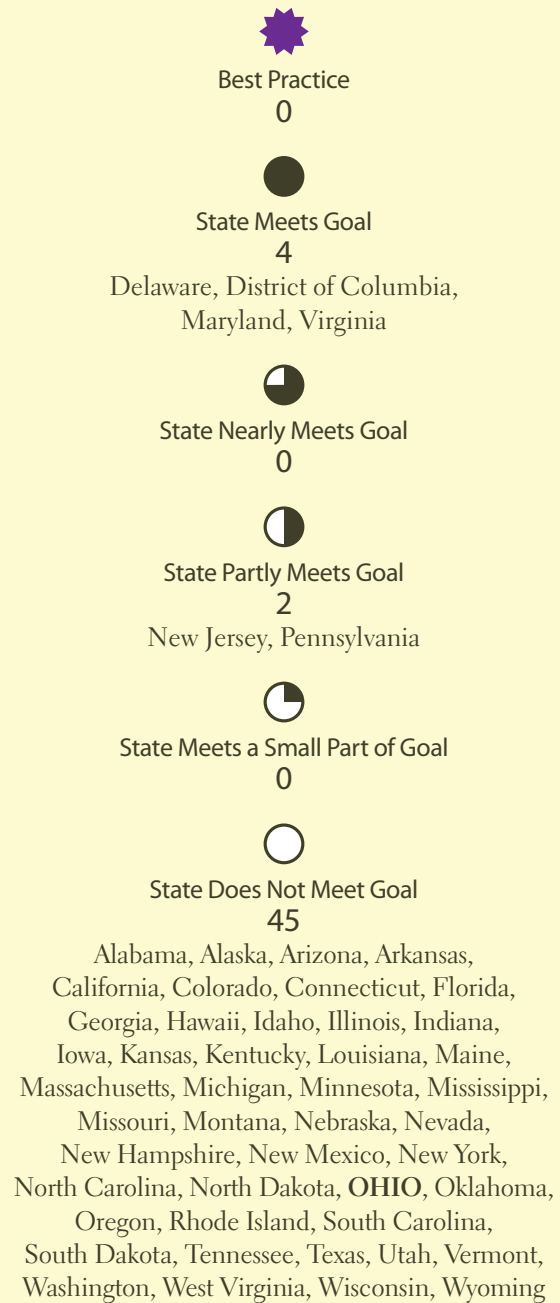 Best Practice
0
State Meets Goal
4
Delaware, District of Columbia,
Maryland, Virginia
State Nearly Meets Goal
0
State Partly Meets Goal
2
New Jersey, Pennsylvania
State Meets a Small Part of Goal
0
State Does Not Meet Goal
45
Alabama, Alaska, Arizona, Arkansas,
California, Colorado, Connecticut, Florida,
Georgia, Hawaii, Idaho, Illinois, Indiana,
Iowa, Kansas, Kentucky, Louisiana, Maine,
Massachusetts, Michigan, Minnesota, Mississippi,
Missouri, Montana, Nebraska, Nevada,
New Hampshire, New Mexico, New York,
North Carolina, North Dakota, OHIO, Oklahoma,
Oregon, Rhode Island, South Carolina,
South Dakota, Tennessee, Texas, Utah, Vermont,
Washington, West Virginia, Wisconsin, Wyoming